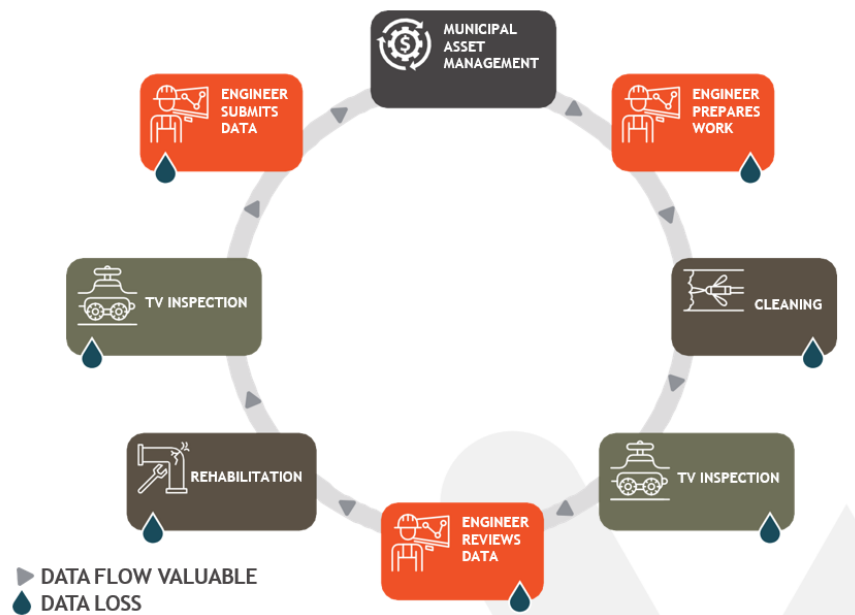 MUNICIPAL
ASSET
MANAGEMENT
ENGINEER
SUBMITS
DATA
ENGINEER
PREPARES
WORK
TV INSPECTION
CLEANING
REHABILITATION
TV INSPECTION
ENGINEER
REVIEWS
DATA
DATA FLOW VALUABLE
DATA LOSS